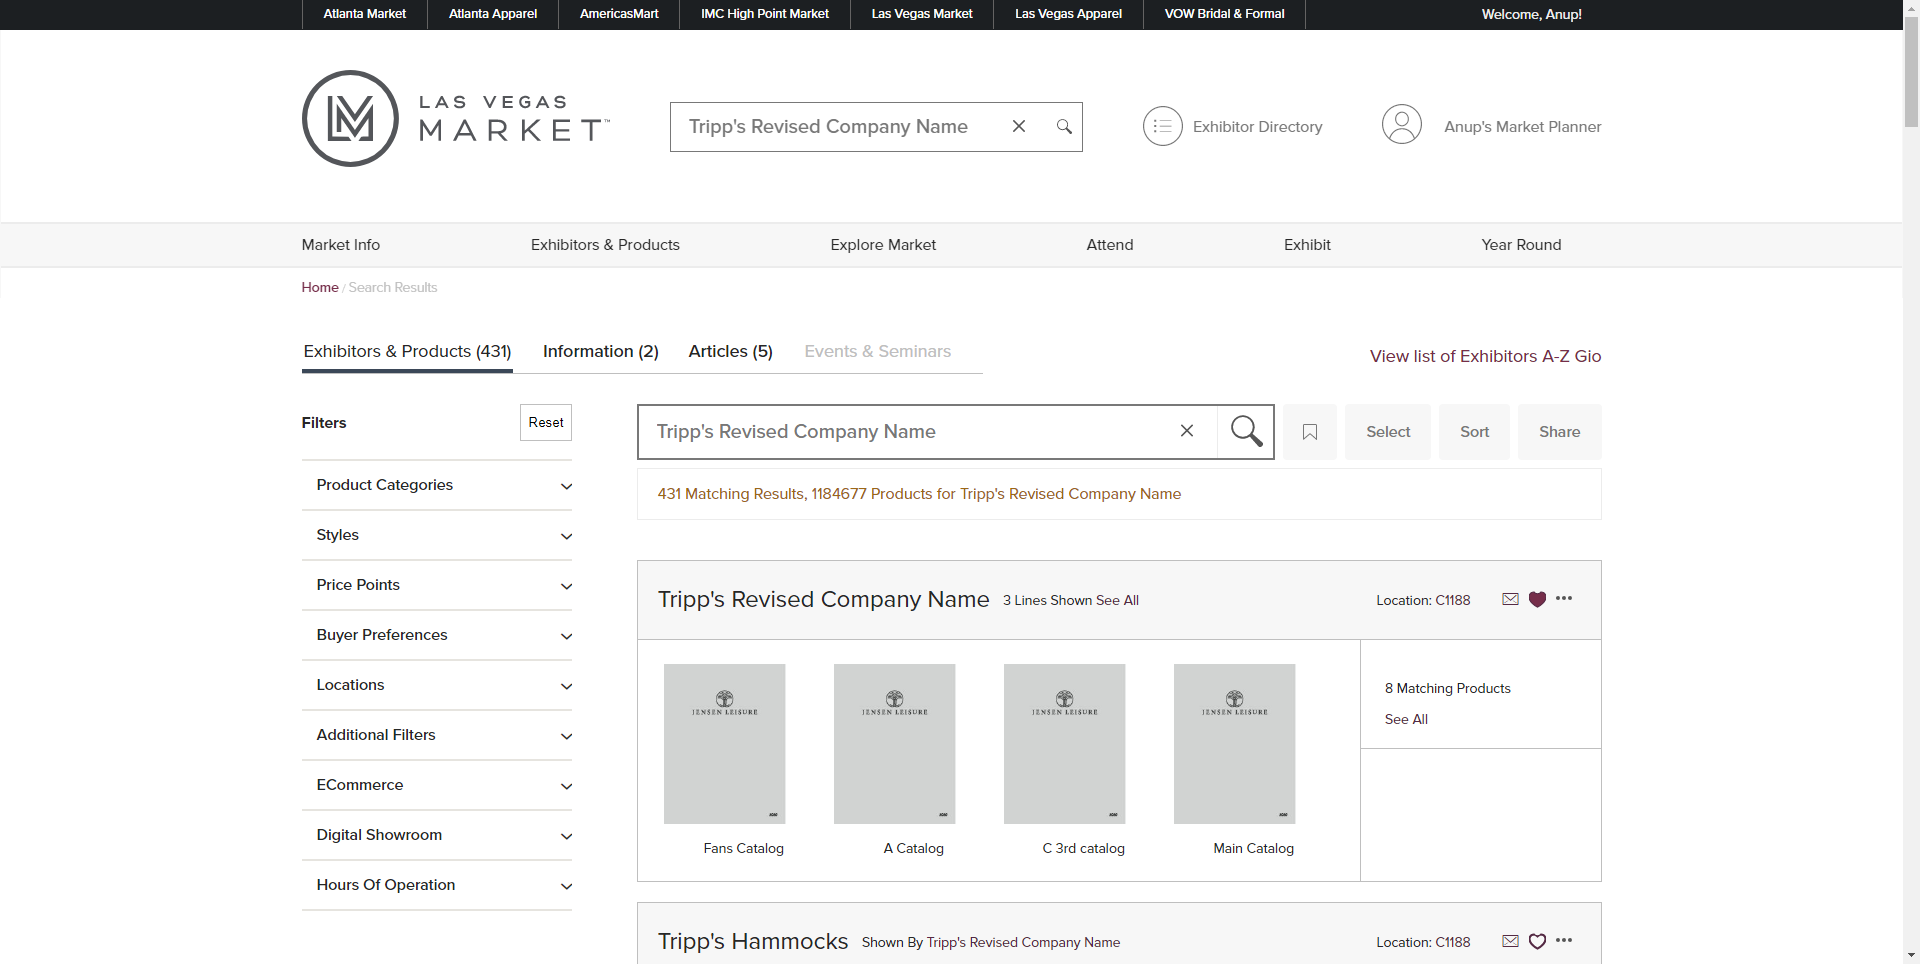 Atlanta Market Atlanta Apparel AmericasMart IMC High Point Market Las Vegas Market Las Vegas Apparel VOW Bridal & Formal Welcome, Anup!
LAS VEGAS
MARKET™
Tripp's Revised Company Name
Exhibitor Directory
Anup's Market Planner
Market Info Exhibitors & Products Explore Market Attend Exhibit Year Round
Home / Search Results
Exhibitors & Products (431) Information (2) Articles (5) Events & Seminars
View list of Exhibitors A-Z Gio
Filters
Reset
Product Categories
Styles
Price Points
Buyer Preferences
Locations
Additional Filters
ECommerce
Digital Showroom
Hours Of Operation
Tripp's Revised Company Name
Select Sort Share
431 Matching Results, 1184677 Products for Tripp's Revised Company Name
Tripp's Revised Company Name 3 Lines Shown See All
Location: C1188
JENSEN LEISURE
JENSEN LEISURE
JENSEN LEISURE
JENSEN LEISURE
Fans Catalog
A Catalog
C 3rd catalog
Main Catalog
8 Matching Products
See All
Tripp's Hammocks Shown By Tripp's Revised Company Name
Location: C1188